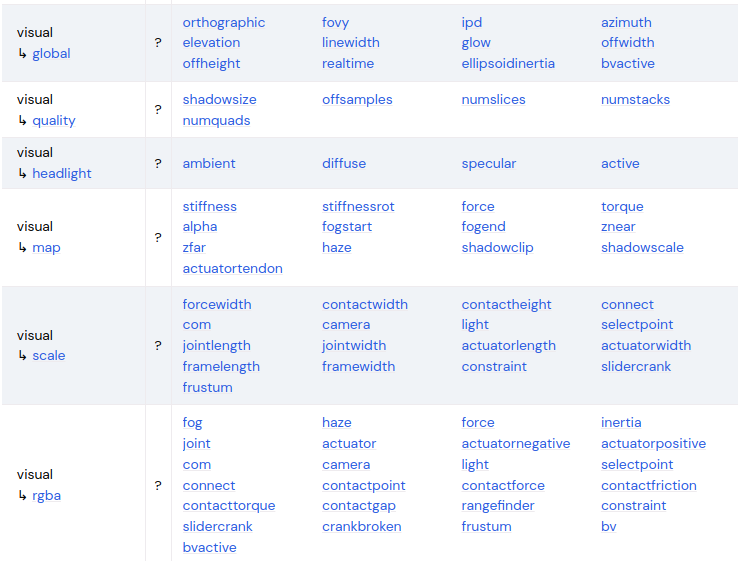 visual
↳ global
?
orthographic fovy ipd azimuth
elevation linewidth glow offwidth
offheight realtime ellipsoidinertia bvactive
visual
↳ quality
?
shadowsize offsamples numslices numstacks
numquads
visual
↳ headlight
?
ambient diffuse specular active
visual
↳ map
?
stiffness stiffnessrot force torque
alpha fogstart fogend znear
zfar haze shadowclip shadowscale
actuatortendon
visual
↳ scale
?
forcewidth contactwidth contactheight connect
com camera light selectpoint
jointlength jointwidth actuatorlength actuatorwidth
framelength framewidth constraint slidercrank
frustum
visual
↳ rgba
?
fog haze force inertia
joint actuator actuatornegative actuatorpositive
com camera light selectpoint
connect contactpoint contactforce contactfriction
contacttorque contactgap rangefinder constraint
slidercrank crankbroken frustum bv
bvactive